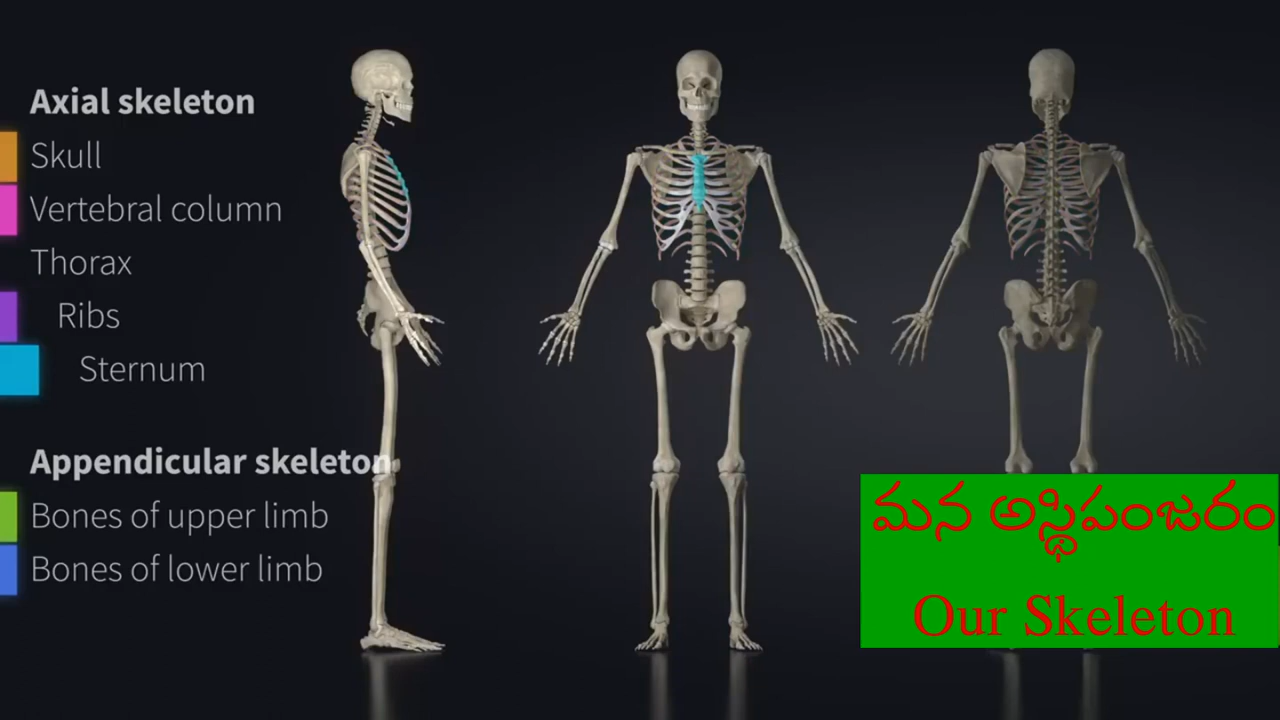 Axial skeleton
Skull
Vertebral column
Thorax
Ribs
Sternum
Appendicular skeleton
Bones of upper limb
Bones of lower limb
మన అస్థిపంజరం
Our Skeleton